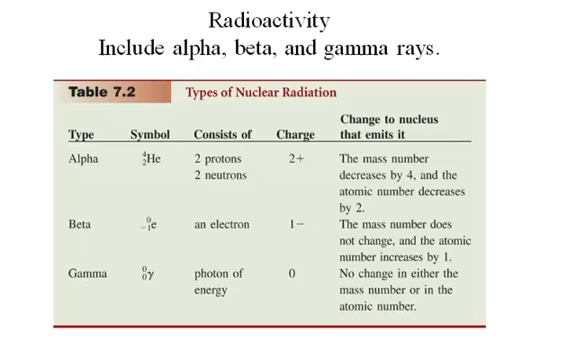 Radioactivity
Include alpha, beta, and gamma rays.
Table 7.2 Types of Nuclear Radiation
Change to nucleus
Type Symbol Consists of Charge that emits it
Alpha ⁴₂He 2 protons 2+ The mass number
2 neutrons decreases by 4, and the
atomic number decreases
by 2.
Beta ⁰₋₁e an electron 1− The mass number does
not change, and the atomic
number increases by 1.
Gamma ⁰₀γ photon of 0 No change in either the
energy mass number or in the
atomic number.